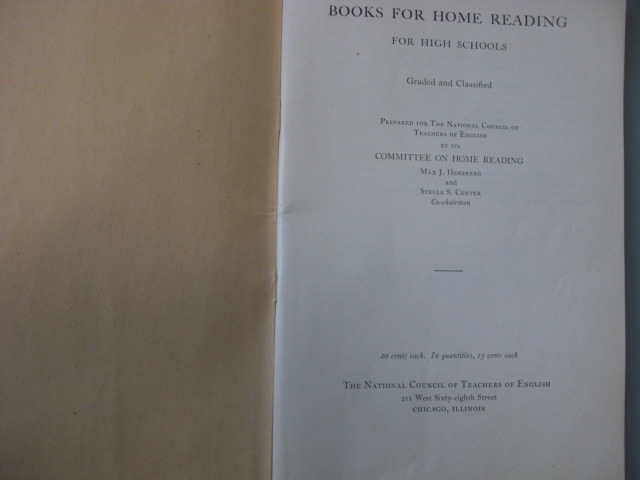 BOOKS FOR HOME READING
FOR HIGH SCHOOLS
Graded and Classified
PREPARED FOR THE NATIONAL COUNCIL OF
TEACHERS OF ENGLISH
BY ITS
COMMITTEE ON HOME READING
MAX J. HERZBERG
and
STELLA S. CENTER
Co-chairmen
20 cents each. In quantities, 15 cents each
THE NATIONAL COUNCIL OF TEACHERS OF ENGLISH
211 West Sixty-eighth Street
CHICAGO, ILLINOIS